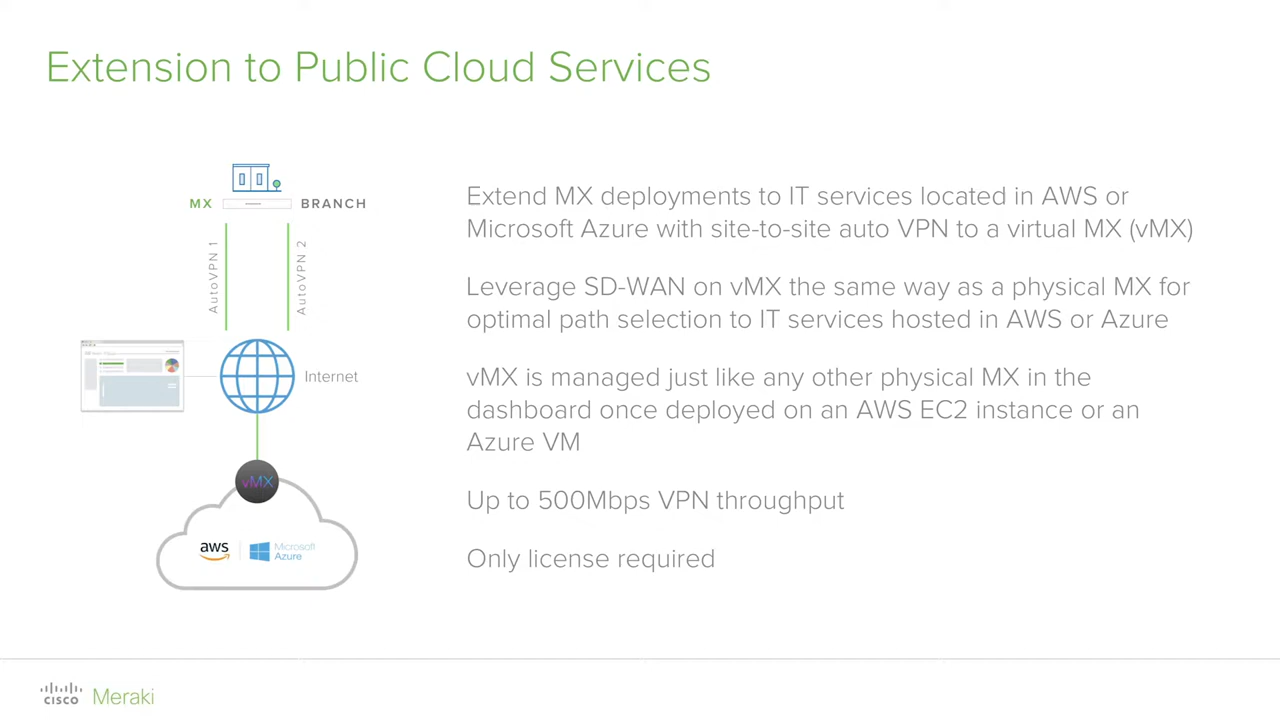 Extension to Public Cloud Services
MX
BRANCH
AutoVPN 1
AutoVPN 2
Internet
vMX
aws
Microsoft
Azure
Extend MX deployments to IT services located in AWS or
Microsoft Azure with site-to-site auto VPN to a virtual MX (vMX)
Leverage SD-WAN on vMX the same way as a physical MX for
optimal path selection to IT services hosted in AWS or Azure
vMX is managed just like any other physical MX in the
dashboard once deployed on an AWS EC2 instance or an
Azure VM
Up to 500Mbps VPN throughput
Only license required
cisco Meraki